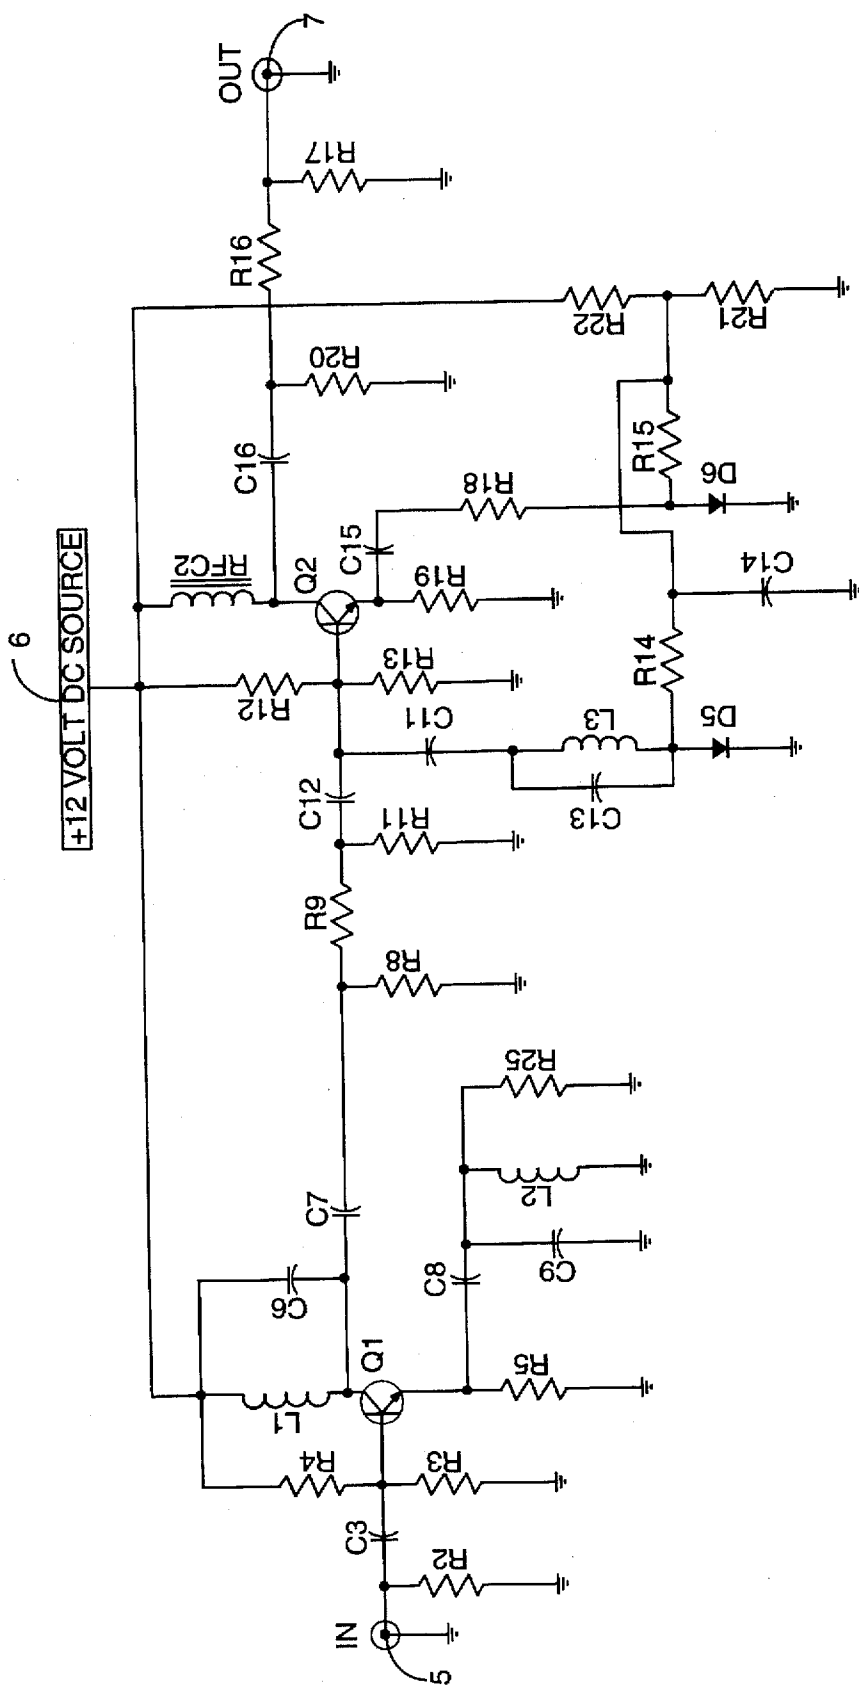 6
+12 VOLT DC SOURCE
IN
5
R2
C3
R4
R3
L1
Q1
R5
C6
C7
C8
C9
L2
R25
R8
R9
R11
C12
C11
C13
L3
D5
R12
R13
R14
C14
RFC2
Q2
R19
C15
R18
D6
R15
C16
R20
R22
R21
R16
R17
OUT
7